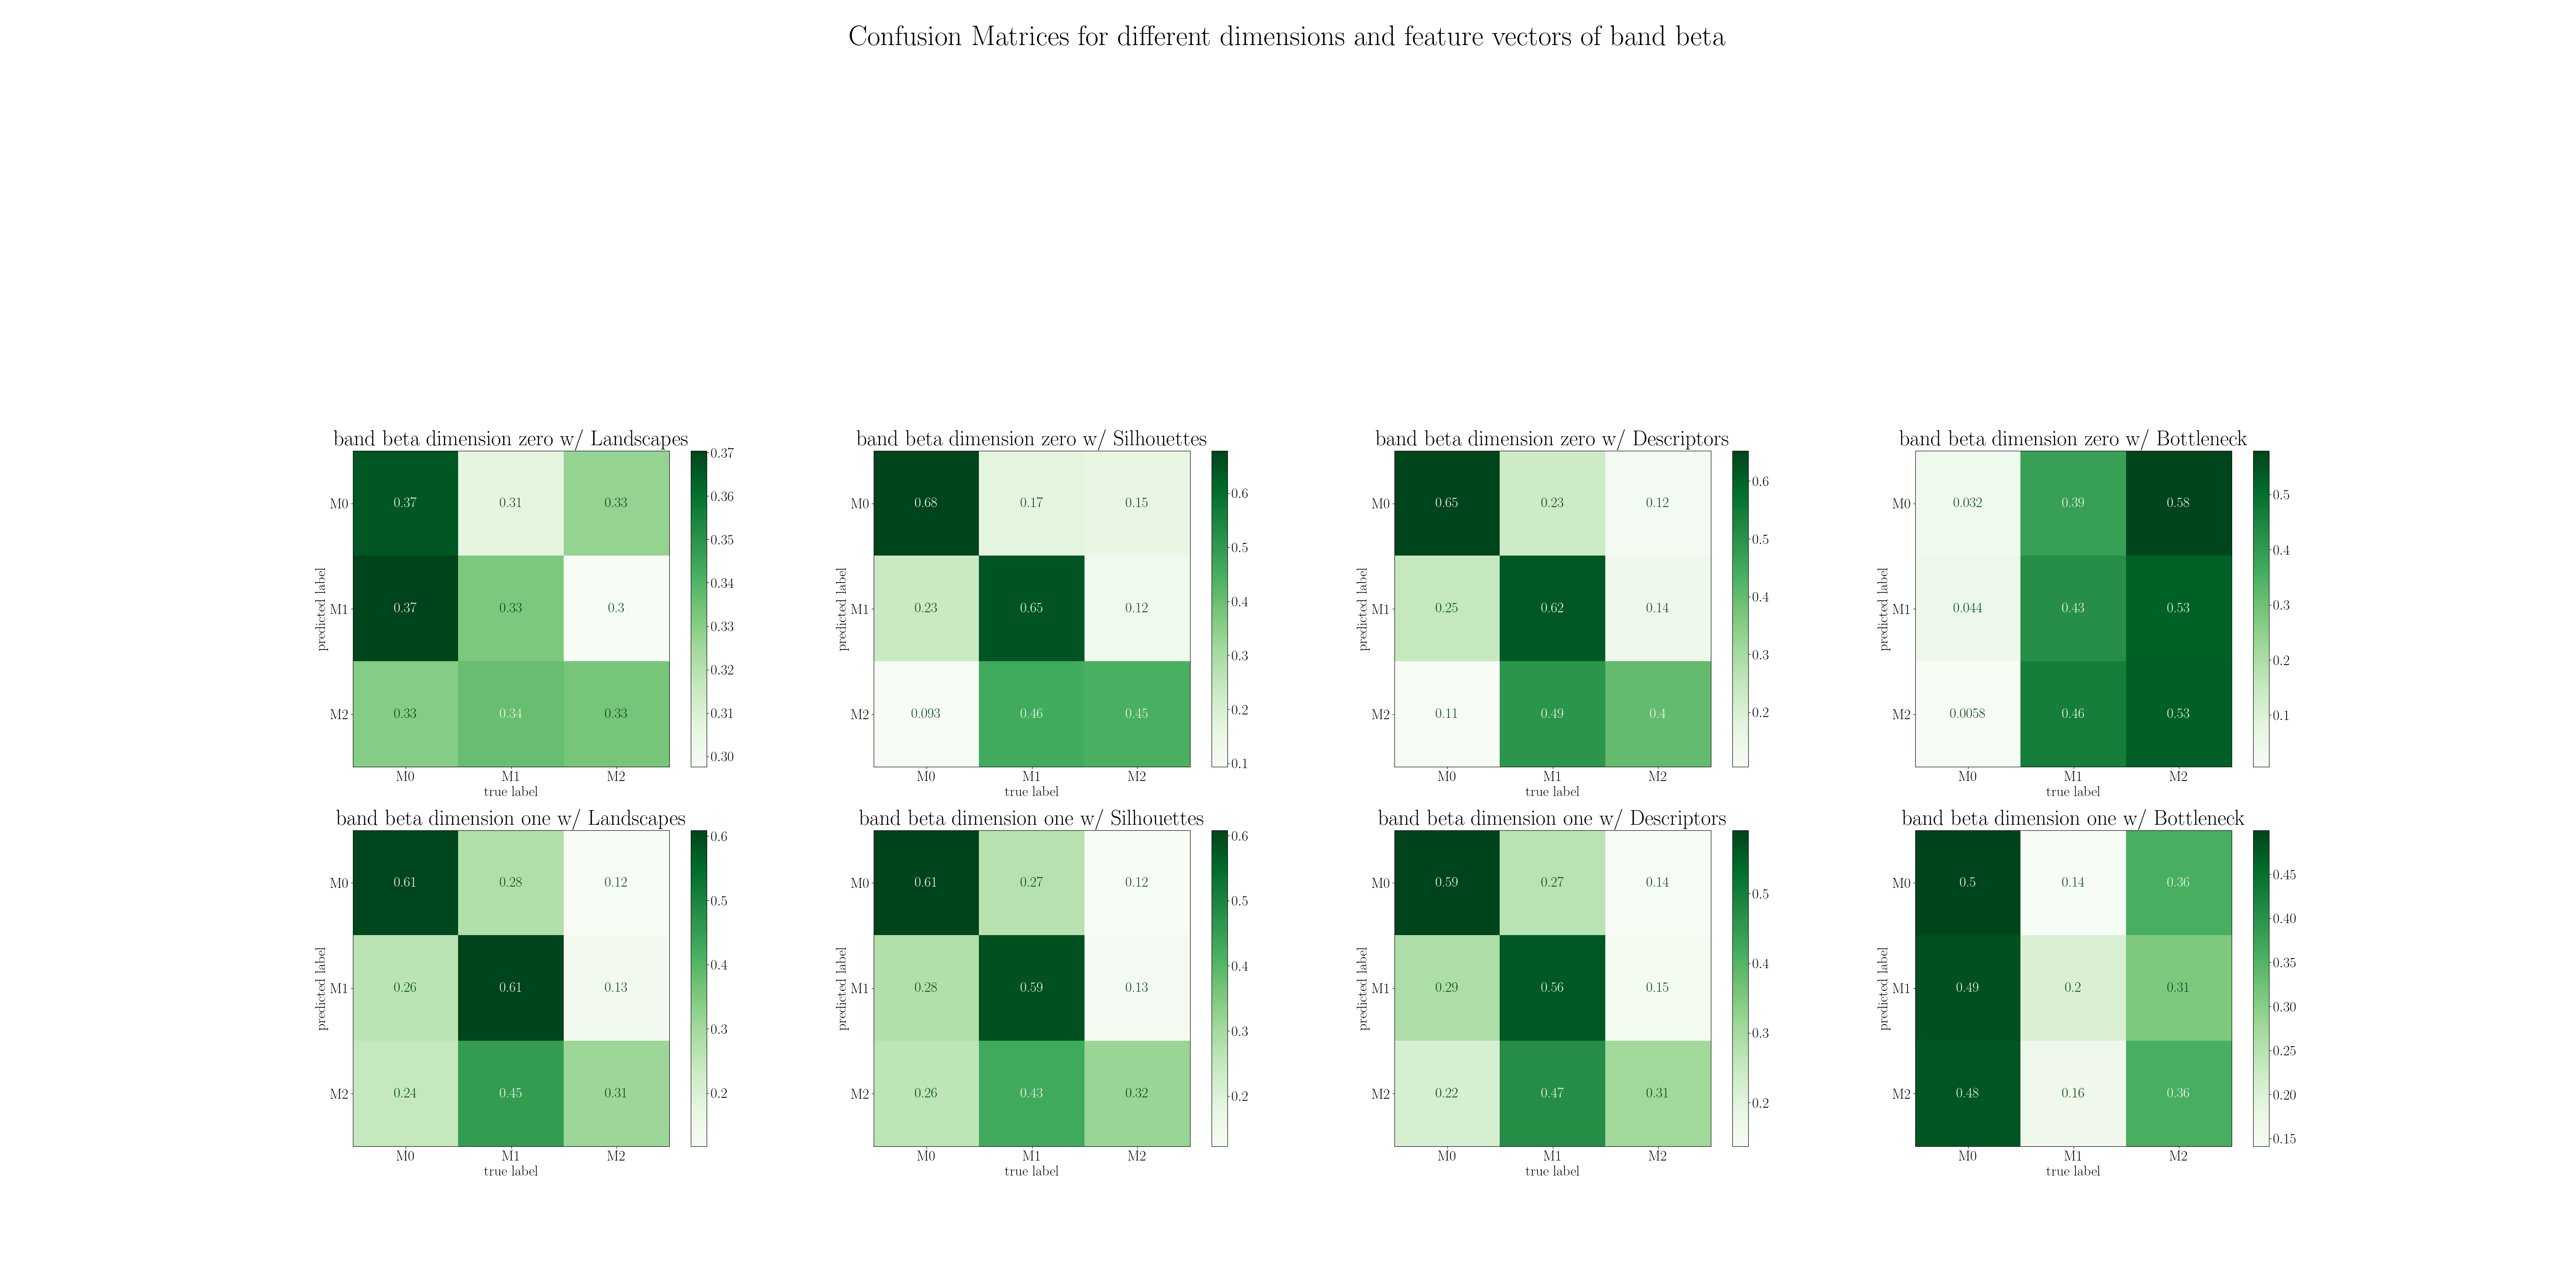 Confusion Matrices for different dimensions and feature vectors of band beta
band beta dimension zero w/ Landscapes
predicted label
M0 0.37 0.31 0.33
M1 0.37 0.33 0.3
M2 0.33 0.34 0.33
M0 M1 M2
true label
0.37
0.36
0.35
0.34
0.33
0.32
0.31
0.30
band beta dimension zero w/ Silhouettes
predicted label
M0 0.68 0.17 0.15
M1 0.23 0.65 0.12
M2 0.093 0.46 0.45
M0 M1 M2
true label
0.6
0.5
0.4
0.3
0.2
0.1
band beta dimension zero w/ Descriptors
predicted label
M0 0.65 0.23 0.12
M1 0.25 0.62 0.14
M2 0.11 0.49 0.4
M0 M1 M2
true label
0.6
0.5
0.4
0.3
0.2
band beta dimension zero w/ Bottleneck
predicted label
M0 0.032 0.39 0.58
M1 0.044 0.43 0.53
M2 0.0058 0.46 0.53
M0 M1 M2
true label
0.5
0.4
0.3
0.2
0.1
band beta dimension one w/ Landscapes
predicted label
M0 0.61 0.28 0.12
M1 0.26 0.61 0.13
M2 0.24 0.45 0.31
M0 M1 M2
true label
0.6
0.5
0.4
0.3
0.2
band beta dimension one w/ Silhouettes
predicted label
M0 0.61 0.27 0.12
M1 0.28 0.59 0.13
M2 0.26 0.43 0.32
M0 M1 M2
true label
0.6
0.5
0.4
0.3
0.2
band beta dimension one w/ Descriptors
predicted label
M0 0.59 0.27 0.14
M1 0.29 0.56 0.15
M2 0.22 0.47 0.31
M0 M1 M2
true label
0.5
0.4
0.3
0.2
band beta dimension one w/ Bottleneck
predicted label
M0 0.5 0.14 0.36
M1 0.49 0.2 0.31
M2 0.48 0.16 0.36
M0 M1 M2
true label
0.45
0.40
0.35
0.30
0.25
0.20
0.15